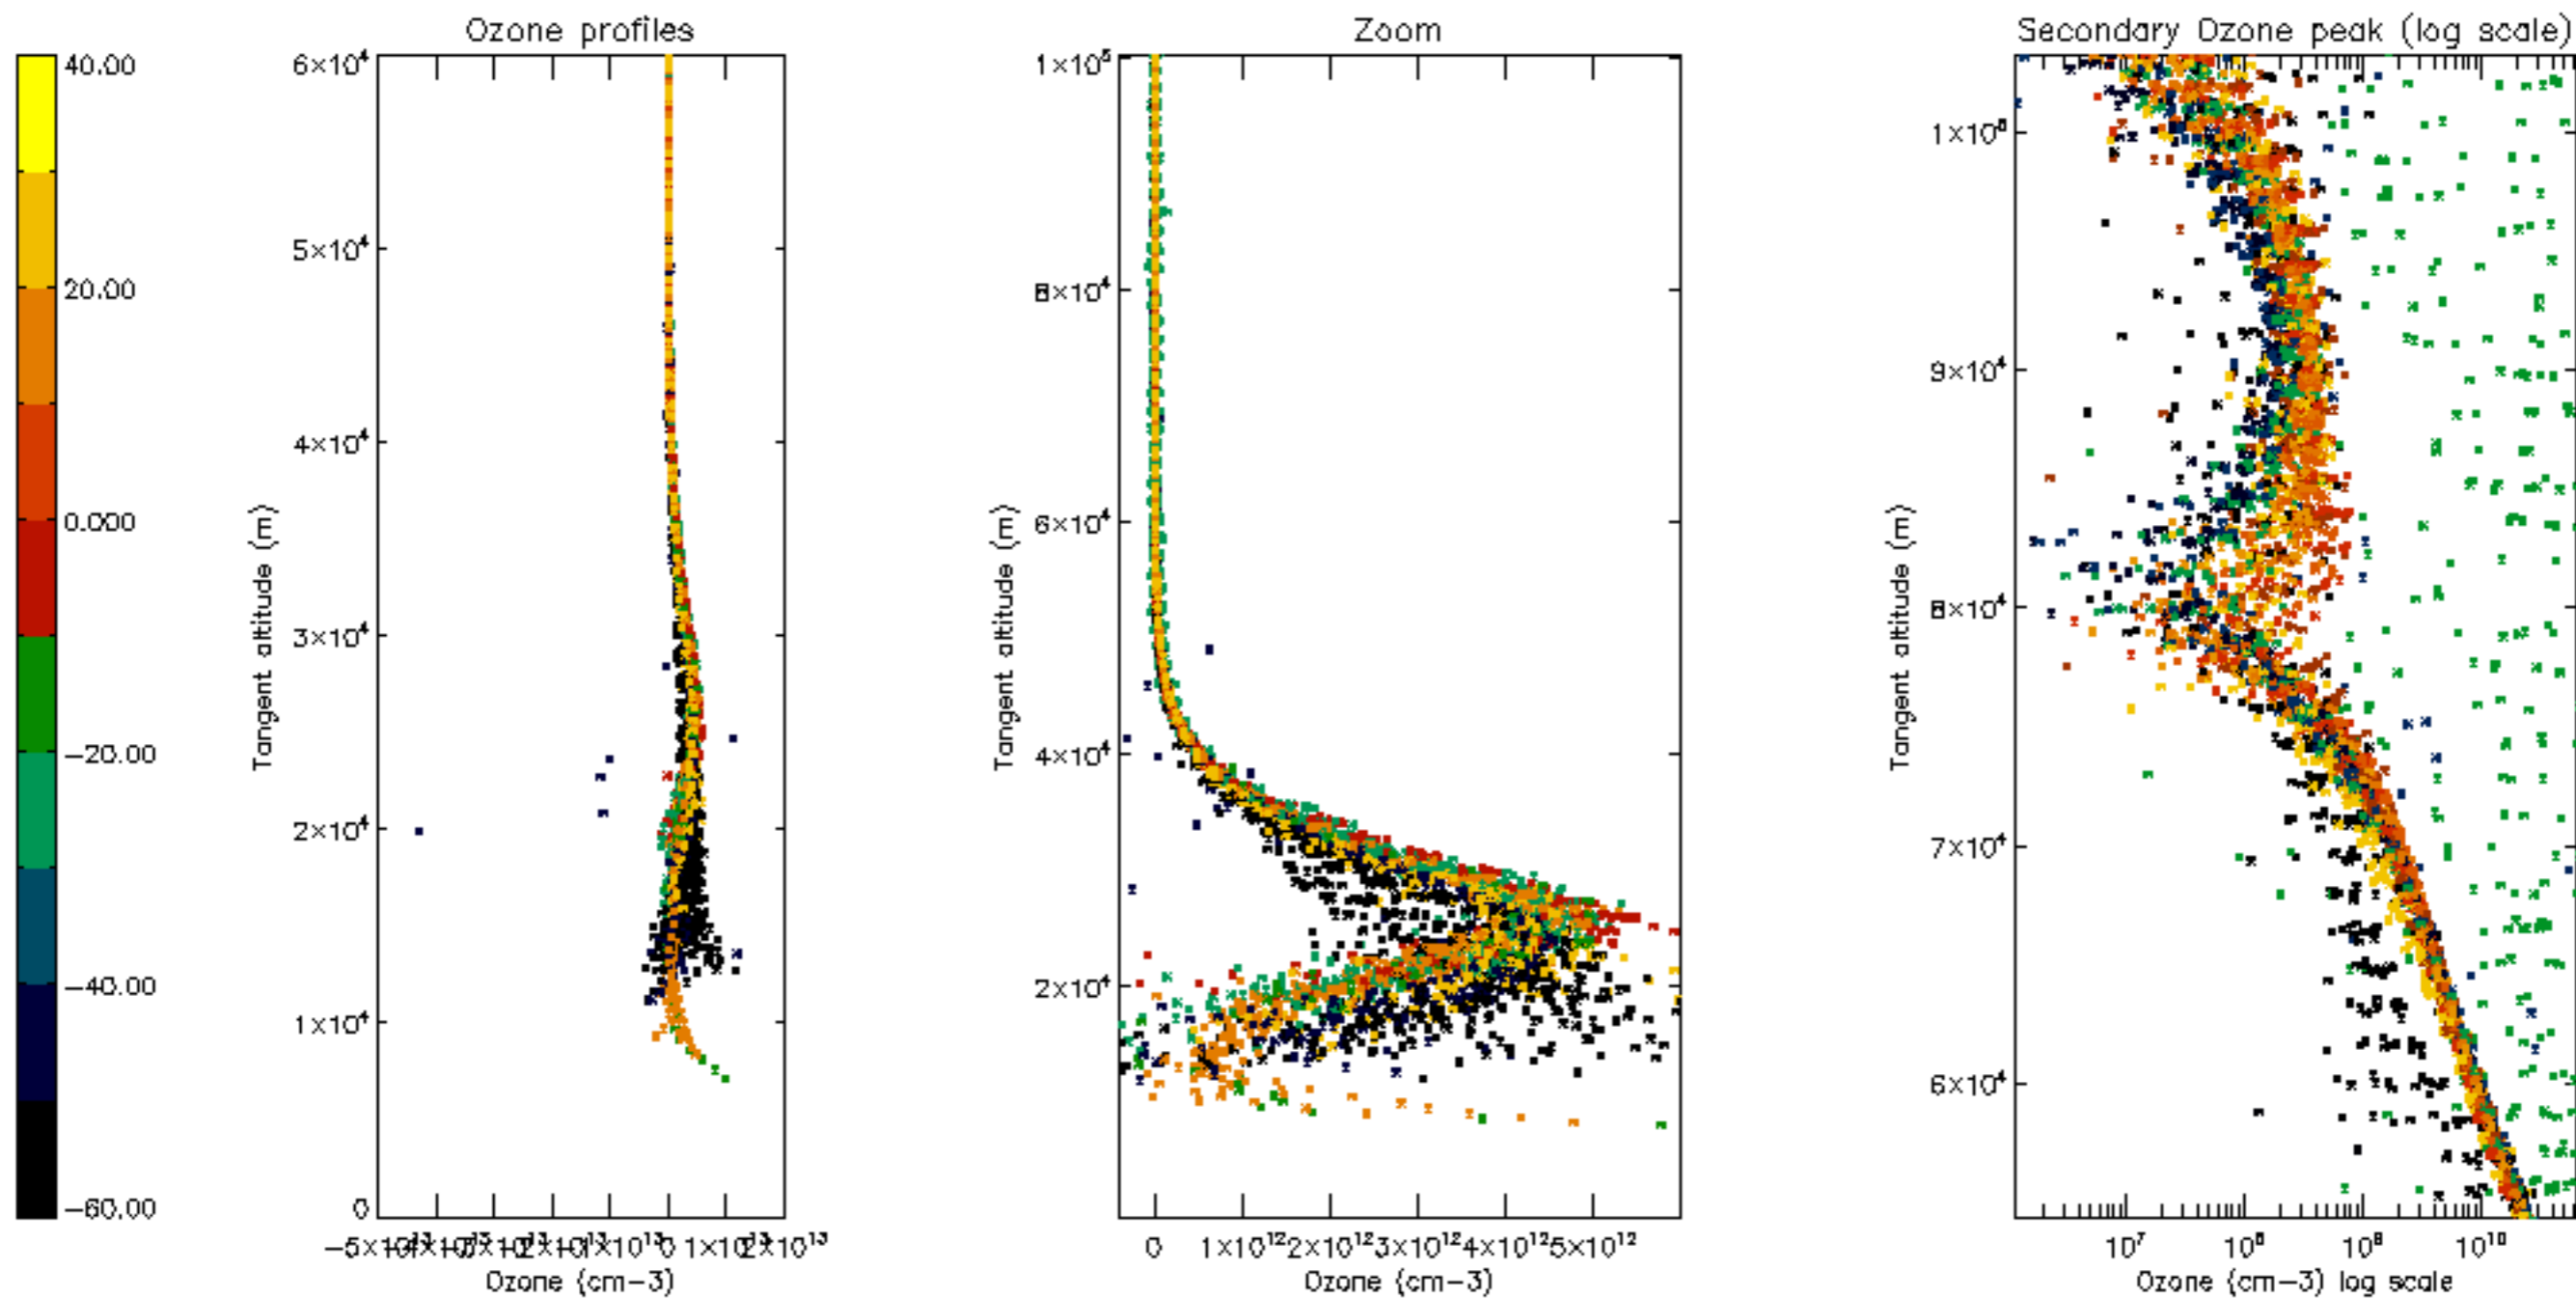 Ozone profiles
Zoom
Secondary Ozone peak (log scale)
40.00
20.00
0.000
−20.00
−40.00
−60.00
6×10⁴
5×10⁴
4×10⁴
3×10⁴
2×10⁴
1×10⁴
0
Tangent altitude (m)
0 1×10¹³ 2×10¹³
Ozone (cm−3)
1×10⁵
8×10⁴
6×10⁴
4×10⁴
2×10⁴
Tangent altitude (m)
0 1×10¹² 2×10¹² 3×10¹² 4×10¹² 5×10¹²
Ozone (cm−3)
9×10⁴
8×10⁴
7×10⁴
6×10⁴
Tangent altitude (m)
10⁷ 10⁸ 10⁹ 10¹⁰
Ozone (cm−3) log scale